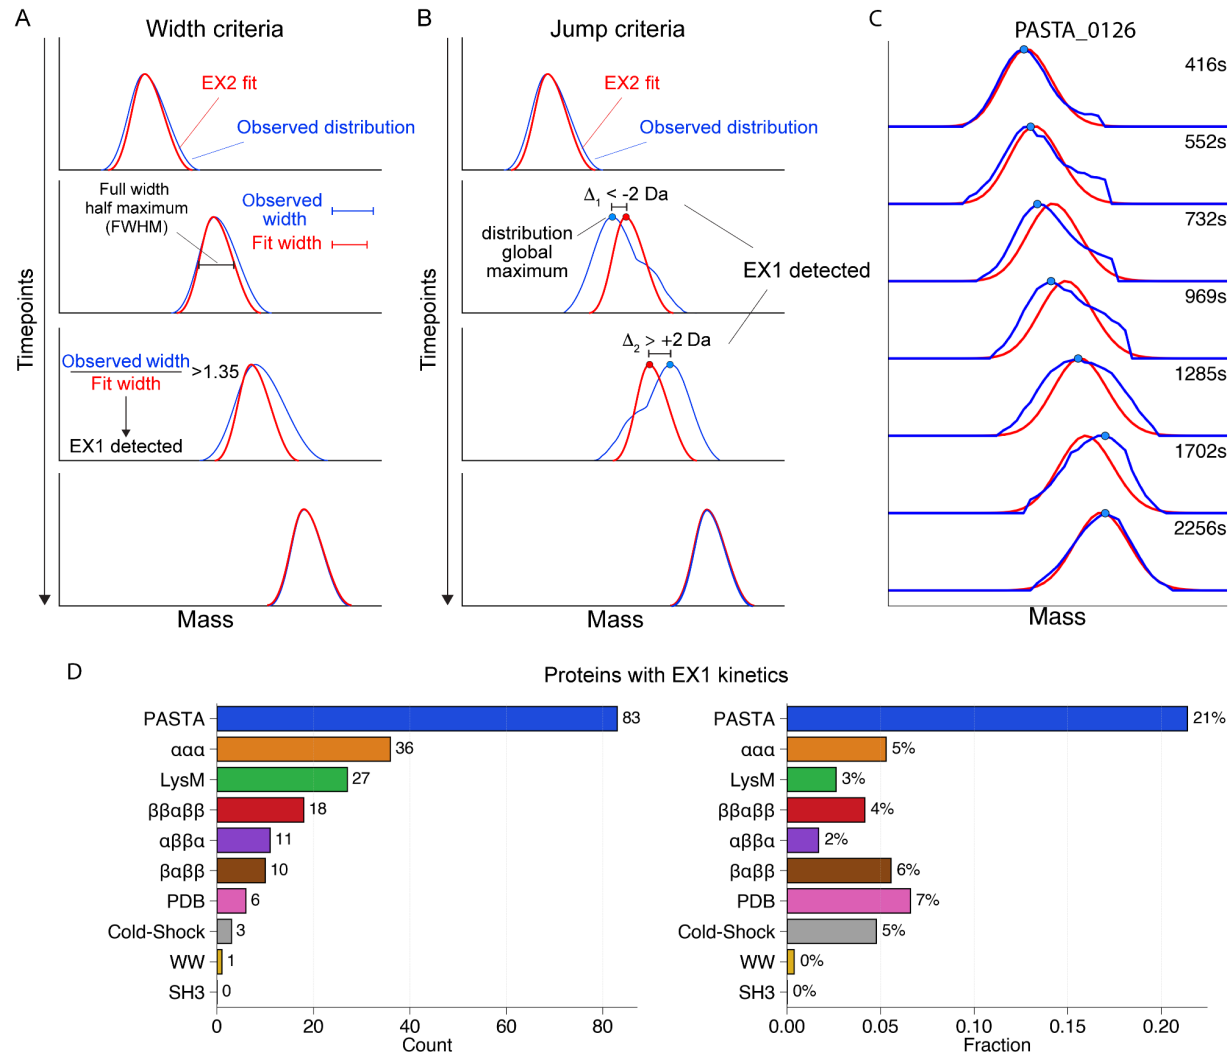 A
Width criteria
EX2 fit
Observed distribution
Full width
half maximum
(FWHM)
Observed
width
Fit width
Observed width
Fit width
>1.35
EX1 detected
Timepoints
Mass
B
Jump criteria
EX2 fit
Observed distribution
Δ1 < -2 Da
distribution
global
maximum
EX1 detected
Δ2 > +2 Da
Timepoints
Mass
C
PASTA_0126
416s
552s
732s
969s
1285s
1702s
2256s
Mass
D
Proteins with EX1 kinetics
PASTA 83
ααα 36
LysM 27
ββαββ 18
αββα 11
βαββ 10
PDB 6
Cold-Shock 3
WW 1
SH3 0
0 20 40 60 80
Count
PASTA 21%
ααα 5%
LysM 3%
ββαββ 4%
αββα 2%
βαββ 6%
PDB 7%
Cold-Shock 5%
WW 0%
SH3 0%
0.00 0.05 0.10 0.15 0.20
Fraction